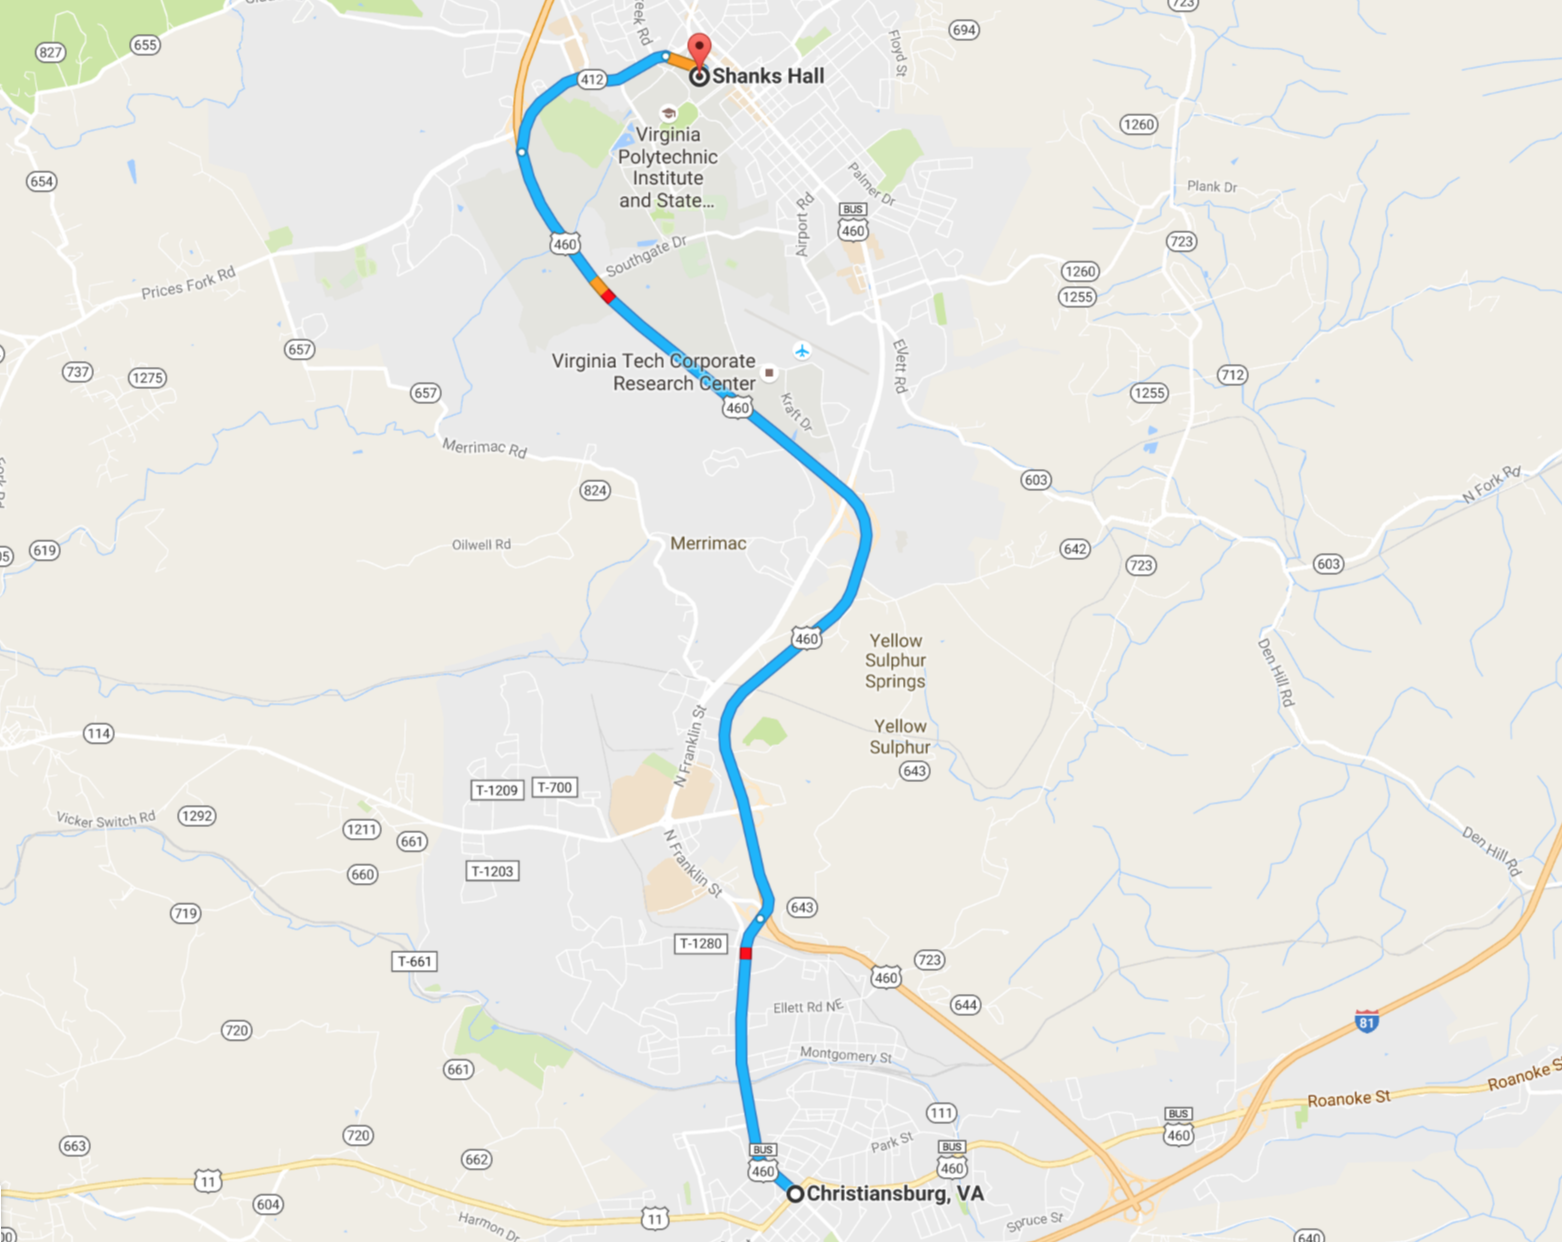 723
694
827
655
eek Rd
Floyd St
412
Shanks Hall
1260
Virginia
Polytechnic
Institute
and State...
654
Palmer Dr
Plank Dr
Airport Rd
BUS
460
460
723
Southgate Dr
1260
1255
Prices Fork Rd
657
Virginia Tech Corporate
Research Center
Ellett Rd
737
1275
712
657
1255
460
Kraft Dr
Merrimac Rd
824
603
N Fork Rd
05
619
Oilwell Rd
Merrimac
642
723
603
460
Yellow
Sulphur
Springs
Den Hill Rd
N Franklin St
Yellow
Sulphur
114
643
T-1209
T-700
Vicker Switch Rd
1292
1211
661
N Franklin St
Den Hill Rd
660
T-1203
719
643
T-1280
723
T-661
460
644
Ellett Rd NE
81
720
Montgomery St
661
Roanoke St
Roanoke S
111
BUS
460
720
663
662
Park St
BUS
460
BUS
460
11
Christiansburg, VA
604
Harmon Dr
11
Spruce St
640
00